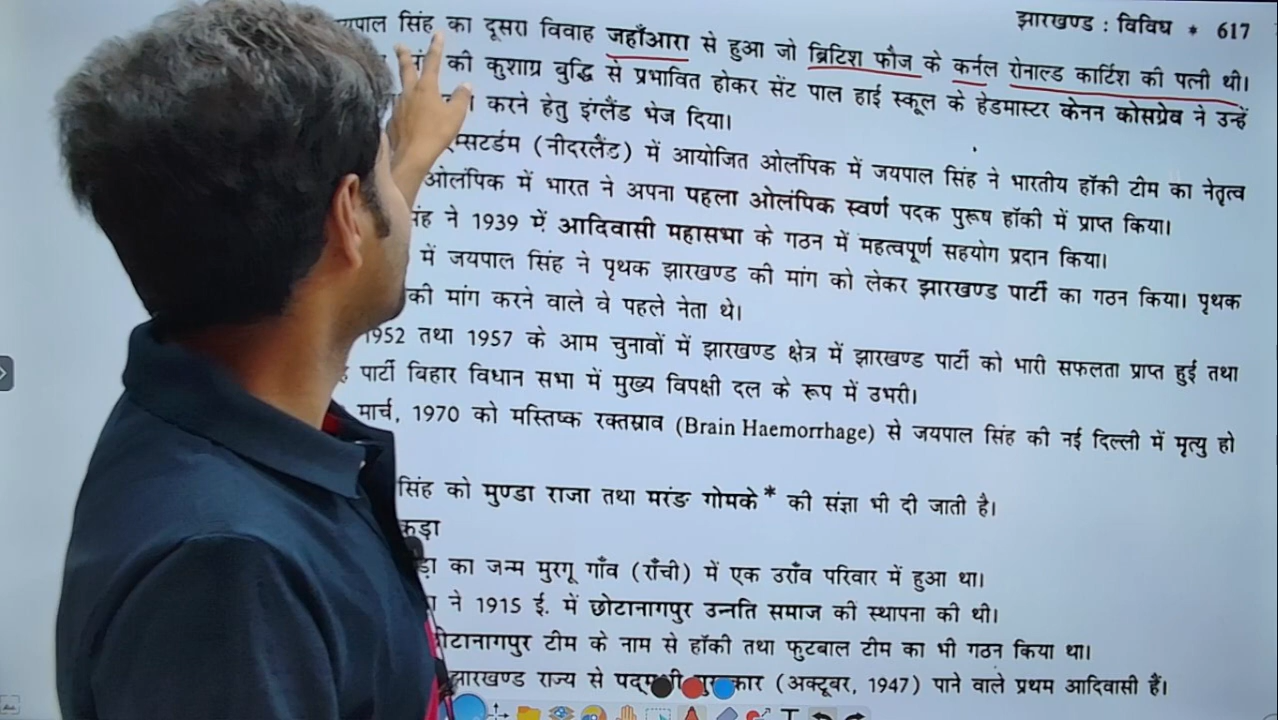 झारखण्ड : विविध * 617
सिंह का दूसरा विवाह जहाँआरा से हुआ जो ब्रिटिश फौज के कर्नल रोनाल्ड कार्टिश की पत्नी थी।
की कुशाग्र बुद्धि से प्रभावित होकर सेंट पाल हाई स्कूल के हेडमास्टर केनन कोसग्रेव ने उन्हें
करने हेतु इंग्लैंड भेज दिया।
(नीदरलैंड) में आयोजित ओलंपिक में जयपाल सिंह ने भारतीय हॉकी टीम का नेतृत्व
ओलंपिक में भारत ने अपना पहला ओलंपिक स्वर्ण पदक पुरूष हॉकी में प्राप्त किया।
ने 1939 में आदिवासी महासभा के गठन में महत्वपूर्ण सहयोग प्रदान किया।
में जयपाल सिंह ने पृथक झारखण्ड की मांग को लेकर झारखण्ड पार्टी का गठन किया। पृथक
की मांग करने वाले वे पहले नेता थे।
1952 तथा 1957 के आम चुनावों में झारखण्ड क्षेत्र में झारखण्ड पार्टी को भारी सफलता प्राप्त हुई तथा
पार्टी बिहार विधान सभा में मुख्य विपक्षी दल के रूप में उभरी।
मार्च, 1970 को मस्तिष्क रक्तस्राव (Brain Haemorrhage) से जयपाल सिंह की नई दिल्ली में मृत्यु हो
सिंह को मुण्डा राजा तथा मरंङ गोमके* की संज्ञा भी दी जाती है।
का जन्म मुरगू गाँव (राँची) में एक उराँव परिवार में हुआ था।
ने 1915 ई. में छोटानागपुर उन्नति समाज की स्थापना की थी।
छोटानागपुर टीम के नाम से हॉकी तथा फुटबाल टीम का भी गठन किया था।
झारखण्ड राज्य से (अक्टूबर, 1947) पाने वाले प्रथम आदिवासी हैं।